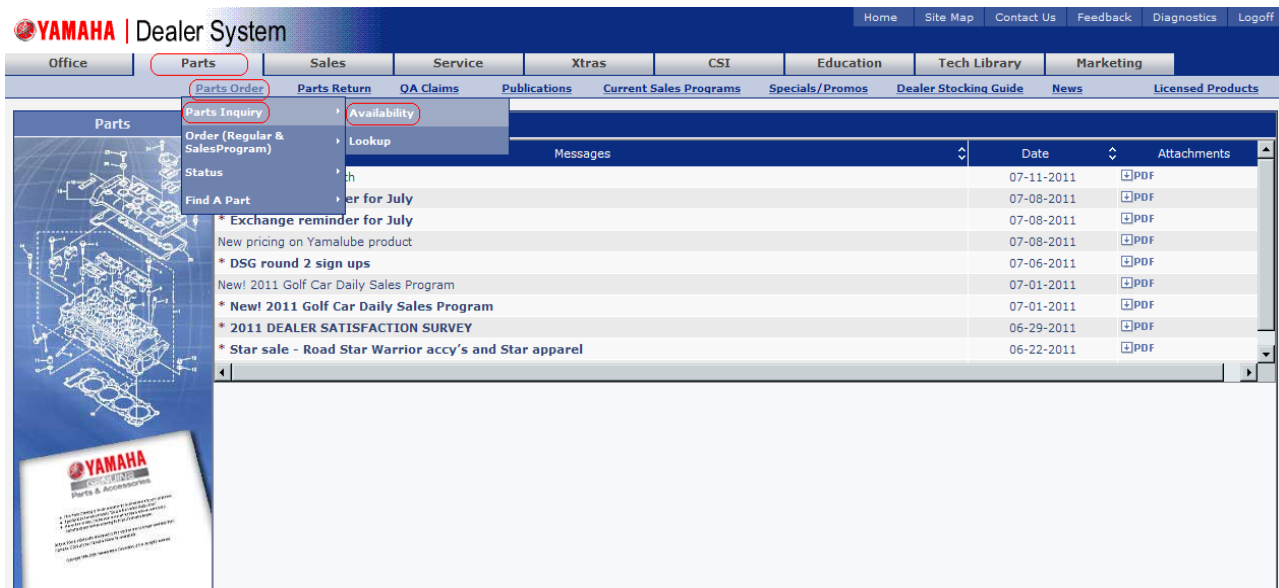 Home Site Map Contact Us Feedback Diagnostics Logoff
YAMAHA | Dealer System
Office Parts Sales Service Xtras CSI Education Tech Library Marketing
Parts Order Parts Return QA Claims Publications Current Sales Programs Specials/Promos Dealer Stocking Guide News Licensed Products
Parts
Parts Inquiry
Availability
Order (Regular &
SalesProgram)
Lookup
Status
Find A Part
Messages Date Attachments
th 07-11-2011 PDF
er for July 07-08-2011 PDF
* Exchange reminder for July 07-08-2011 PDF
New pricing on Yamalube product 07-08-2011 PDF
* DSG round 2 sign ups 07-06-2011 PDF
New! 2011 Golf Car Daily Sales Program 07-01-2011 PDF
* New! 2011 Golf Car Daily Sales Program 07-01-2011 PDF
* 2011 DEALER SATISFACTION SURVEY 06-29-2011 PDF
* Star sale - Road Star Warrior accy's and Star apparel 06-22-2011 PDF
YAMAHA
GENUINE
Parts & Accessories